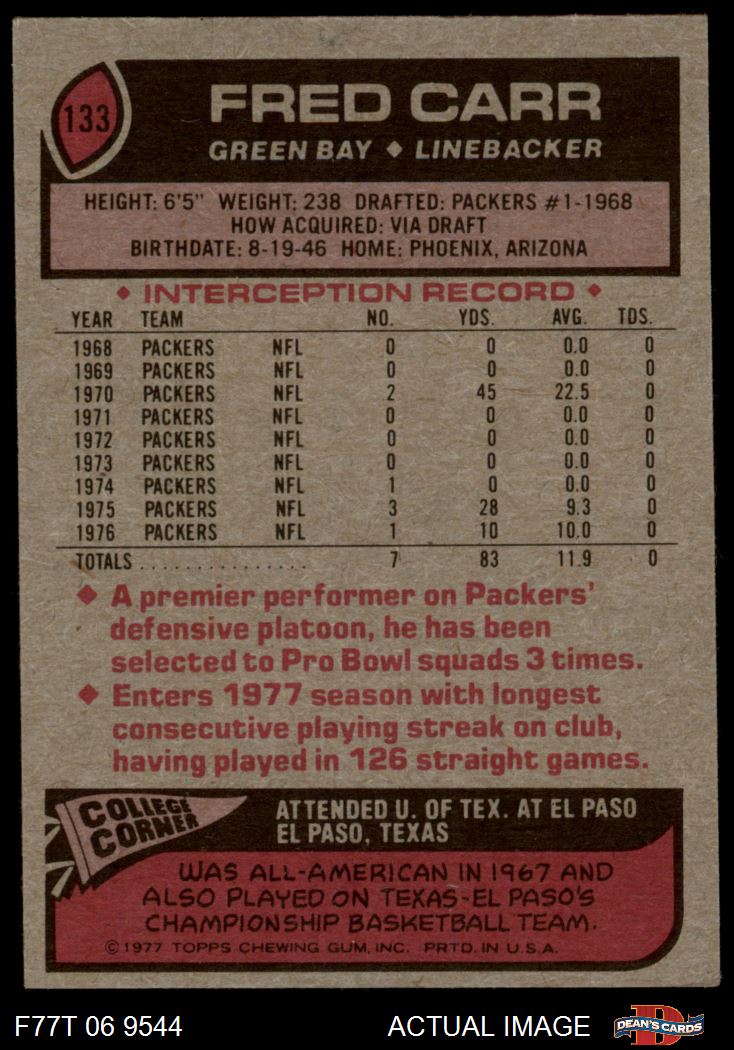 133
FRED CARR
GREEN BAY ◆ LINEBACKER
HEIGHT: 6'5" WEIGHT: 238 DRAFTED: PACKERS #1-1968
HOW ACQUIRED: VIA DRAFT
BIRTHDATE: 8-19-46 HOME: PHOENIX, ARIZONA
◆ INTERCEPTION RECORD ◆
YEAR TEAM NO. YDS. AVG. TDS.
1968 PACKERS NFL 0 0 0.0 0
1969 PACKERS NFL 0 0 0.0 0
1970 PACKERS NFL 2 45 22.5 0
1971 PACKERS NFL 0 0 0.0 0
1972 PACKERS NFL 0 0 0.0 0
1973 PACKERS NFL 0 0 0.0 0
1974 PACKERS NFL 1 0 0.0 0
1975 PACKERS NFL 3 28 9.3 0
1976 PACKERS NFL 1 10 10.0 0
TOTALS ................ 7 83 11.9 0
◆ A premier performer on Packers'
defensive platoon, he has been
selected to Pro Bowl squads 3 times.
◆ Enters 1977 season with longest
consecutive playing streak on club,
having played in 126 straight games.
COLLEGE
CORNER
ATTENDED U. OF TEX. AT EL PASO
EL PASO, TEXAS
WAS ALL-AMERICAN IN 1967 AND
ALSO PLAYED ON TEXAS-EL PASO'S
CHAMPIONSHIP BASKETBALL TEAM.
©1977 TOPPS CHEWING GUM, INC. PRTD. IN U.S.A.
F77T 06 9544 ACTUAL IMAGE
D
DEAN'S CARDS